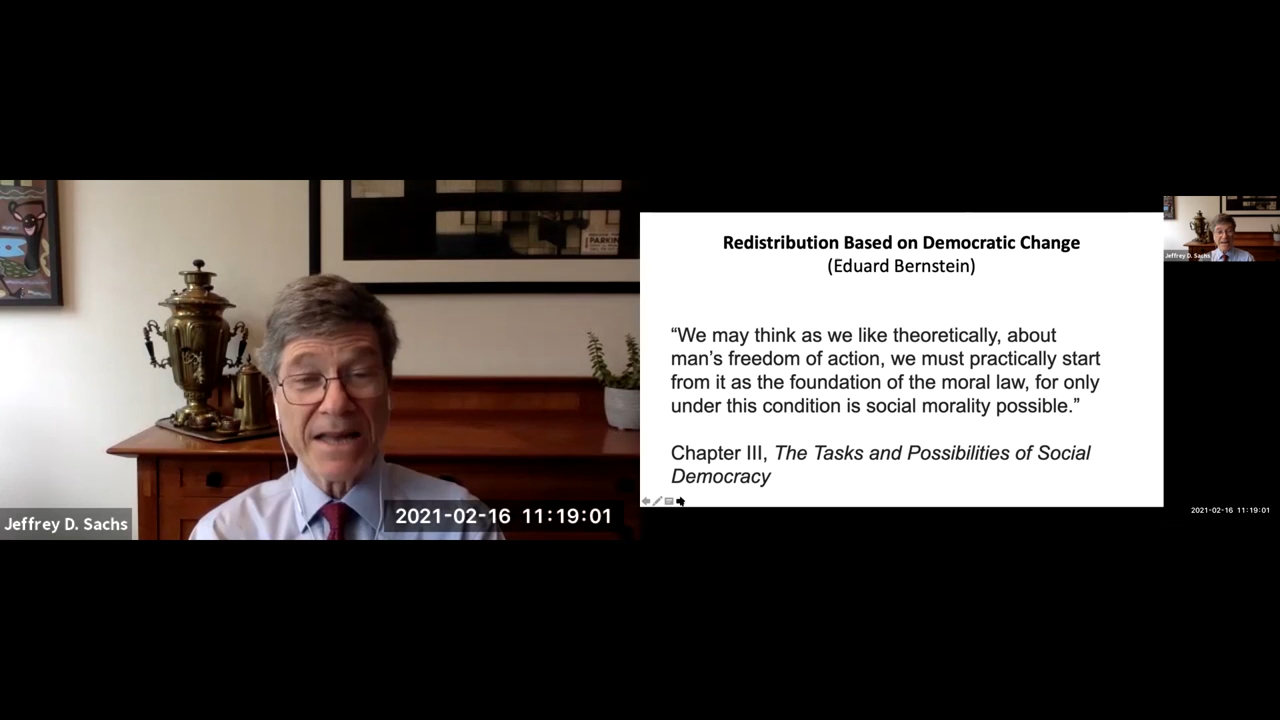 PARKIN
Jeffrey D. Sachs
2021-02-16 11:19:01
Redistribution Based on Democratic Change
(Eduard Bernstein)
“We may think as we like theoretically, about
man’s freedom of action, we must practically start
from it as the foundation of the moral law, for only
under this condition is social morality possible.”
Chapter III, The Tasks and Possibilities of Social
Democracy
Jeffrey D. Sachs
2021-02-16 11:19:01